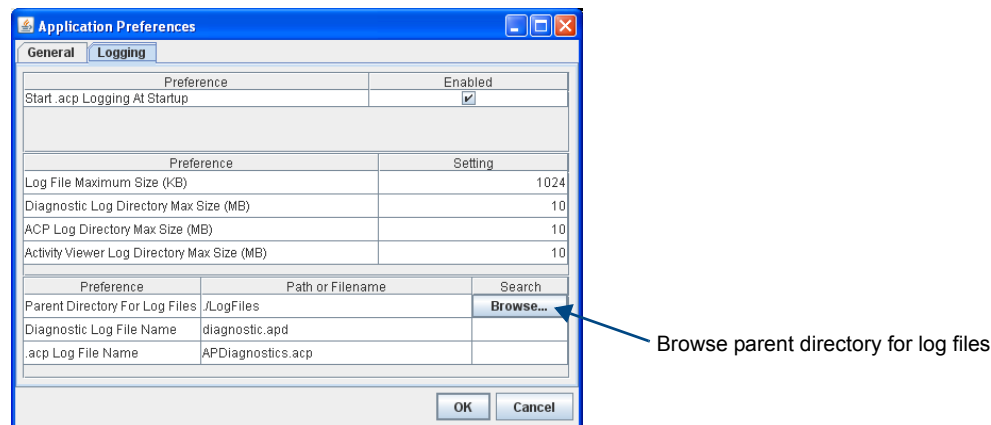 Application Preferences
General Logging
Preference Enabled
Start .acp Logging At Startup
Preference Setting
Log File Maximum Size (KB) 1024
Diagnostic Log Directory Max Size (MB) 10
ACP Log Directory Max Size (MB) 10
Activity Viewer Log Directory Max Size (MB) 10
Preference Path or Filename Search
Parent Directory For Log Files ./LogFiles Browse...
Diagnostic Log File Name diagnostic.apd
.acp Log File Name APDiagnostics.acp
Browse parent directory for log files
OK Cancel